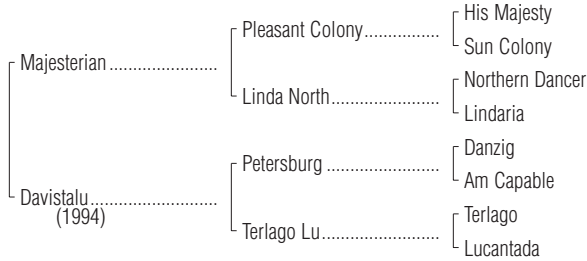 His Majesty
Pleasant Colony.................
Sun Colony
Majesterian ........................
Northern Dancer
Linda North.........................
Lindaria
Danzig
Petersburg .........................
Am Capable
Davistalu.............................
(1994)
Terlago
Terlago Lu...........................
Lucantada